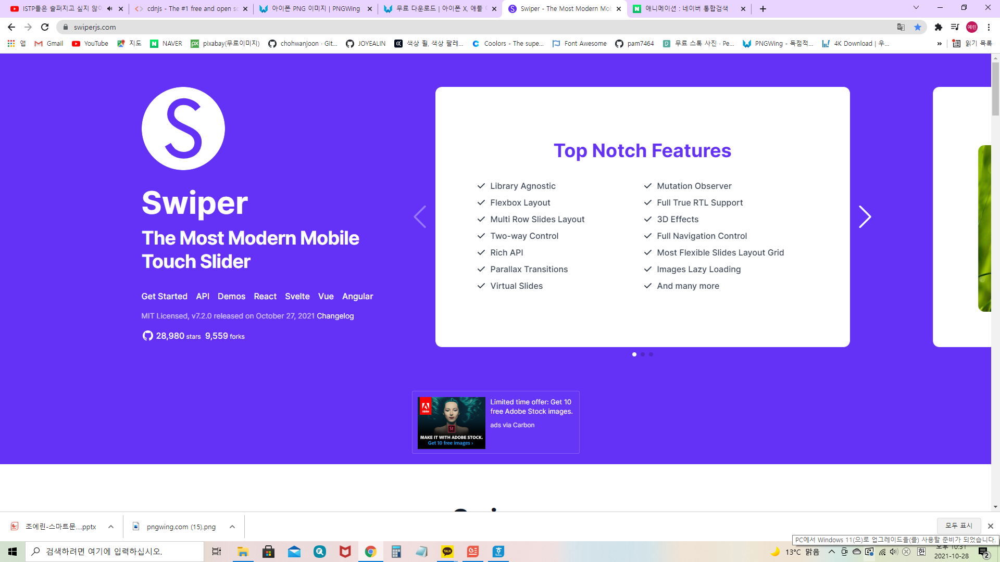 ISTP들은 슬퍼지고 싶지 않아
cdnjs - The #1 free and open so
아이폰 PNG 이미지 | PNGWing
무료 다운로드 | 아이폰 X, 애플
Swiper - The Most Modern Mob
애니메이션 : 네이버 통합검색
swiperjs.com
예린
앱
Gmail
YouTube
지도
NAVER
pixabay(무료이미지)
chohwanjoon · Git...
JOYEALIN
색상 휠, 색상 팔레...
Coolors - The supe...
Font Awesome
pam7464
무료 스톡 사진 · Pe...
PNGWing - 독점적...
4K Download | 우...
»
읽기 목록
S
Swiper
The Most Modern Mobile
Touch Slider
Get Started API Demos React Svelte Vue Angular
MIT Licensed, v7.2.0 released on October 27, 2021 Changelog
28,980 stars 9,559 forks
Top Notch Features
Library Agnostic
Flexbox Layout
Multi Row Slides Layout
Two-way Control
Rich API
Parallax Transitions
Virtual Slides
Mutation Observer
Full True RTL Support
3D Effects
Full Navigation Control
Most Flexible Slides Layout Grid
Images Lazy Loading
And many more
Adobe
St
MAKE IT WITH ADOBE STOCK.
Get 10 free images ›
Limited time offer: Get 10
free Adobe Stock images.
ads via Carbon
조예린-스마트문....pptx
pngwing.com (15).png
모두 표시
PC에서 Windows 11(으)로 업그레이드을(를) 사용할 준비가 되었습니다.
검색하려면 여기에 입력하십시오.
TALK
13°C 맑음
한
오후 10:31
2021-10-28
2